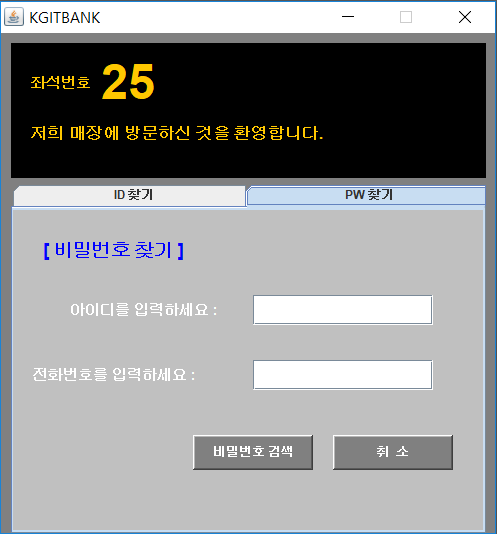 KGITBANK
좌석번호 25
저희 매장에 방문하신 것을 환영합니다.
ID 찾기 PW 찾기
[ 비밀번호 찾기 ]
아이디를 입력하세요 :
전화번호를 입력하세요 :
비밀번호 검색 취 소